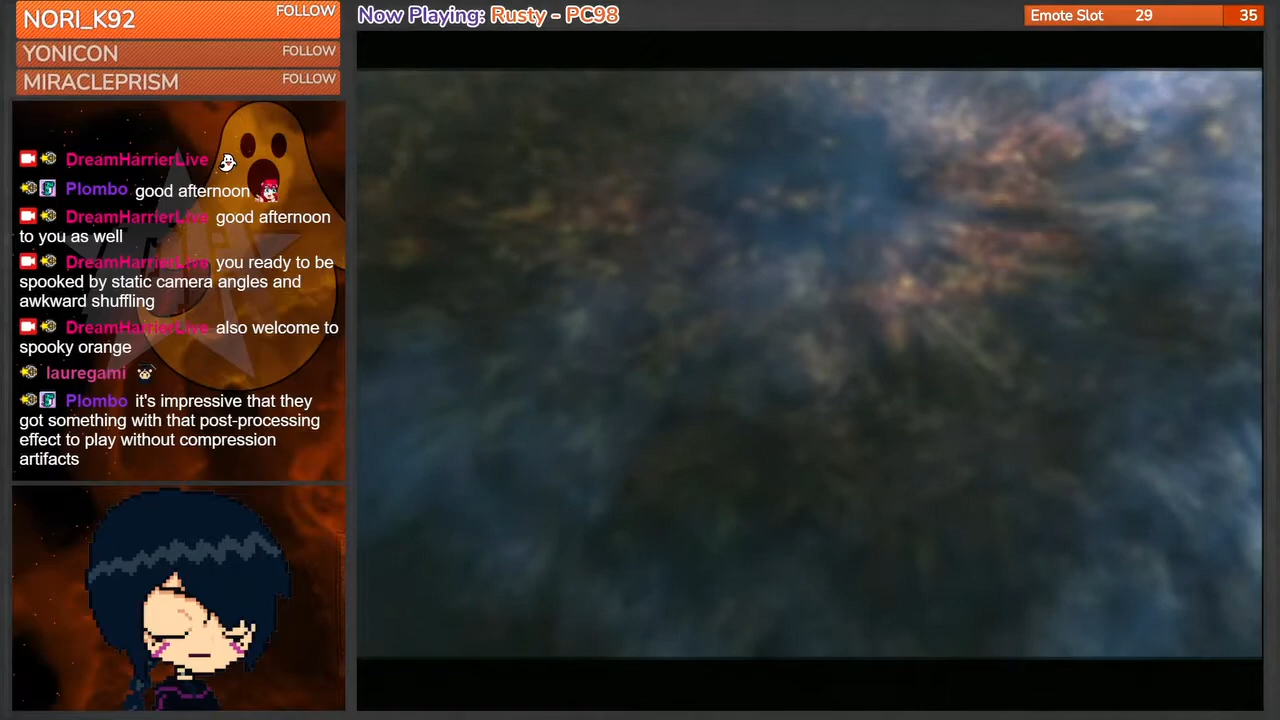 NORI_K92 FOLLOW
YONICON FOLLOW
MIRACLEPRISM FOLLOW
Now Playing: Rusty - PC98
Emote Slot 29 35
DreamHarrierLive
Plombo good afternoon
DreamHarrierLive good afternoon
to you as well
DreamHarrierLive you ready to be
spooked by static camera angles and
awkward shuffling
DreamHarrierLive also welcome to
spooky orange
lauregami
Plombo it's impressive that they
got something with that post-processing
effect to play without compression
artifacts